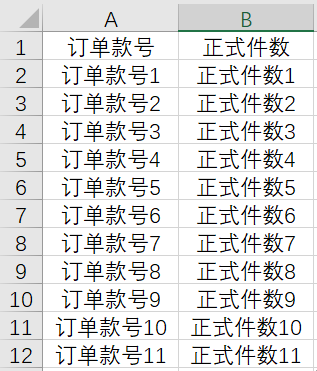 A B
1 订单款号 正式件数
2 订单款号1 正式件数1
3 订单款号2 正式件数2
4 订单款号3 正式件数3
5 订单款号4 正式件数4
6 订单款号5 正式件数5
7 订单款号6 正式件数6
8 订单款号7 正式件数7
9 订单款号8 正式件数8
10 订单款号9 正式件数9
11 订单款号10 正式件数10
12 订单款号11 正式件数11